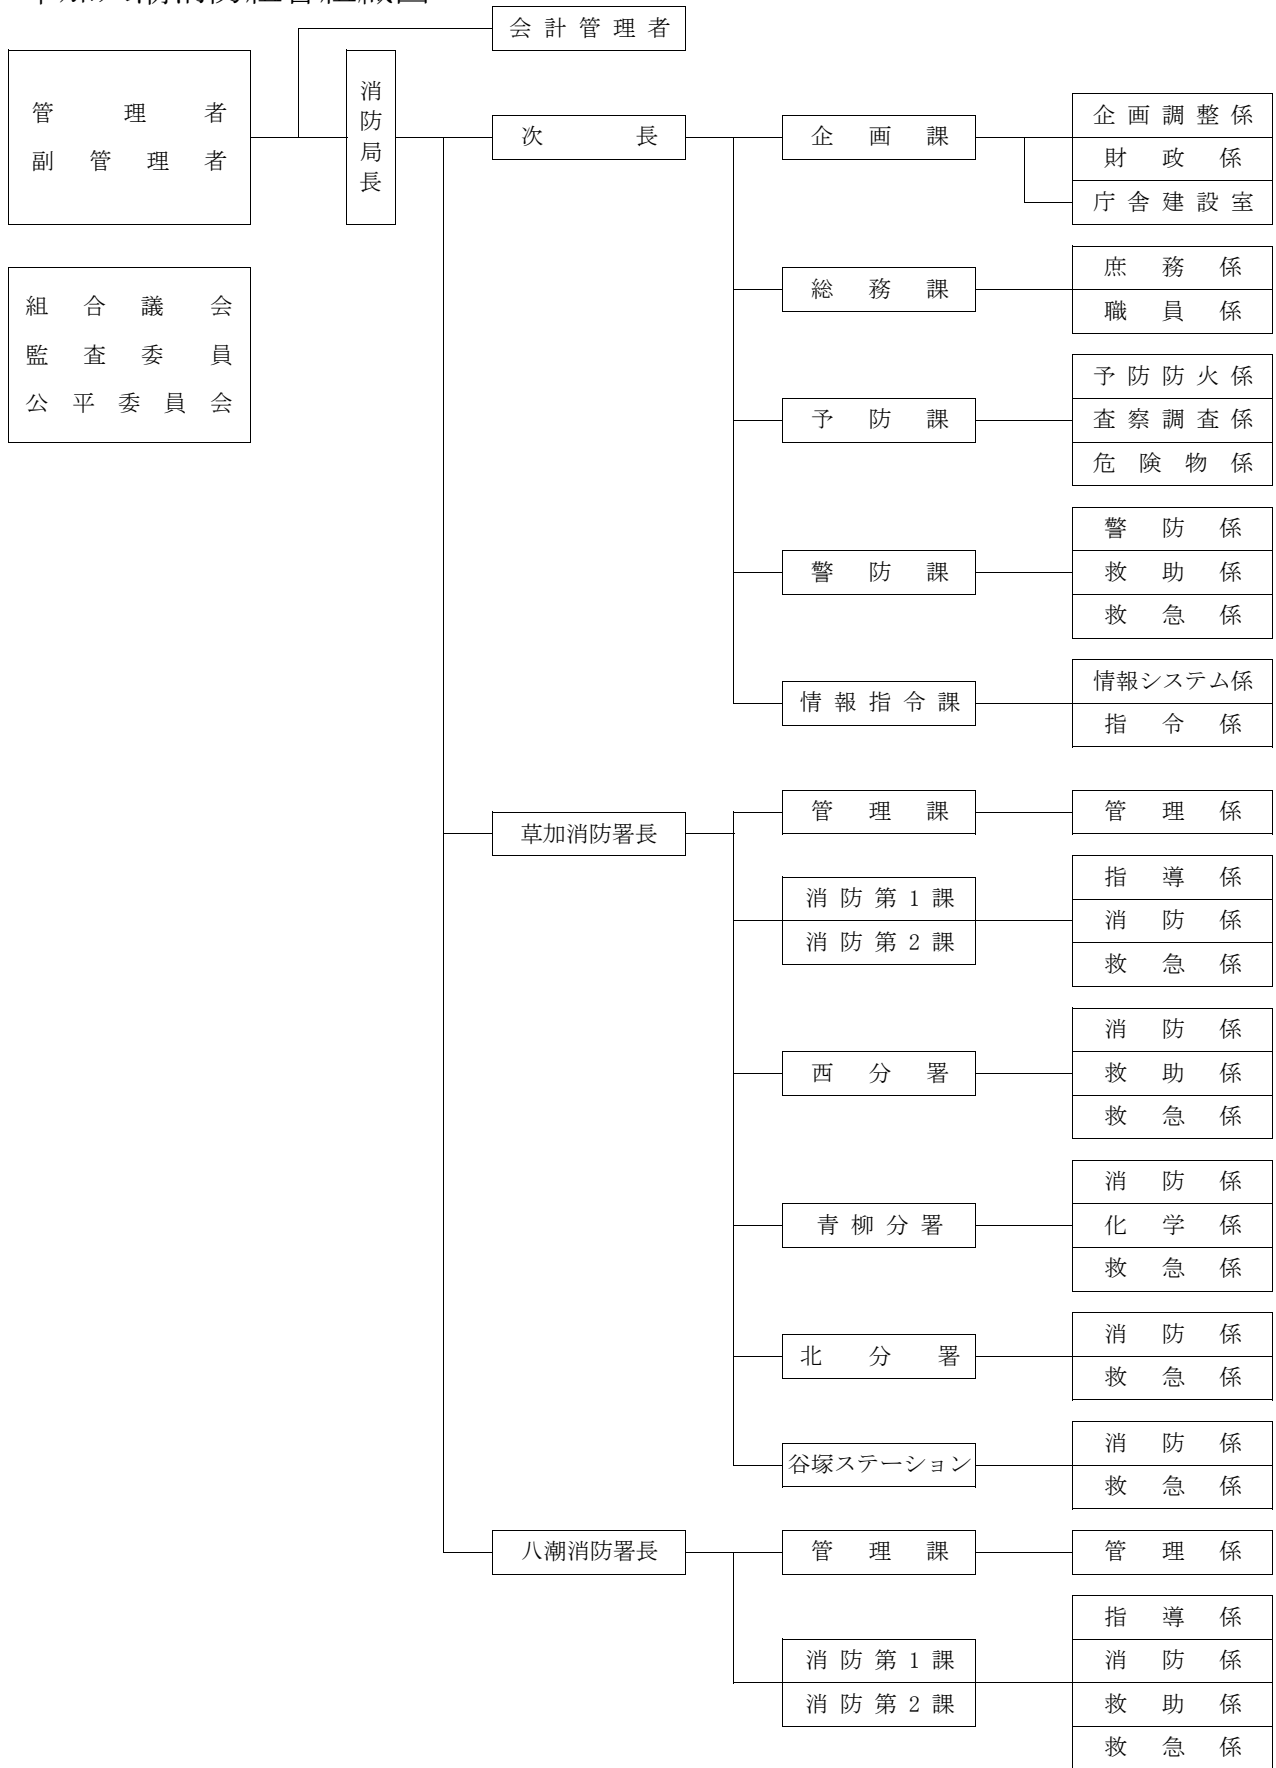 会計管理者
管理者
副管理者
消防局長
次長
企画課
企画調整係
財政係
庁舎建設室
組合議会
監査委員
公平委員会
総務課
庶務係
職員係
予防課
予防防火係
査察調査係
危険物係
警防課
警防係
救助係
救急係
情報指令課
情報システム係
指令係
草加消防署長
管理課
管理係
消防第1課
消防第2課
指導係
消防係
救急係
西分署
消防係
救助係
救急係
青柳分署
消防係
化学係
救急係
北分署
消防係
救急係
谷塚ステーション
消防係
救急係
八潮消防署長
管理課
管理係
消防第1課
消防第2課
指導係
消防係
救助係
救急係